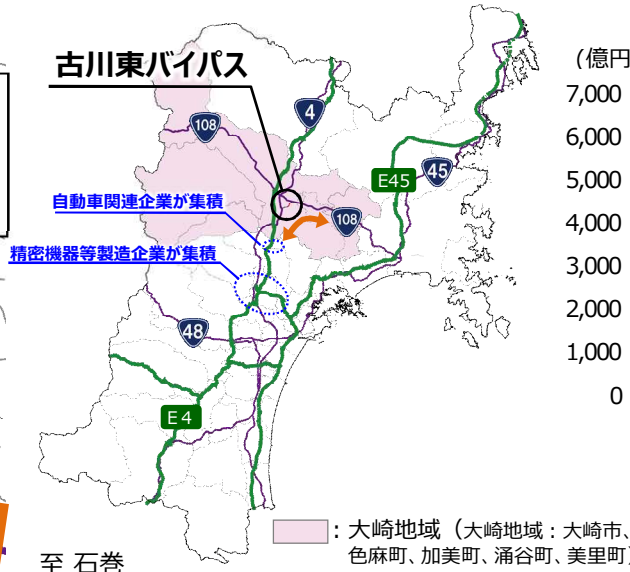 古川東バイパス
4
108
自動車関連企業が集積
精密機器等製造企業が集積
E45
45
108
48
E4
(億円
7,000
6,000
5,000
4,000
3,000
2,000
1,000
0
：大崎地域（大崎地域：大崎市、
色麻町、加美町、涌谷町、美里町）
至 石巻